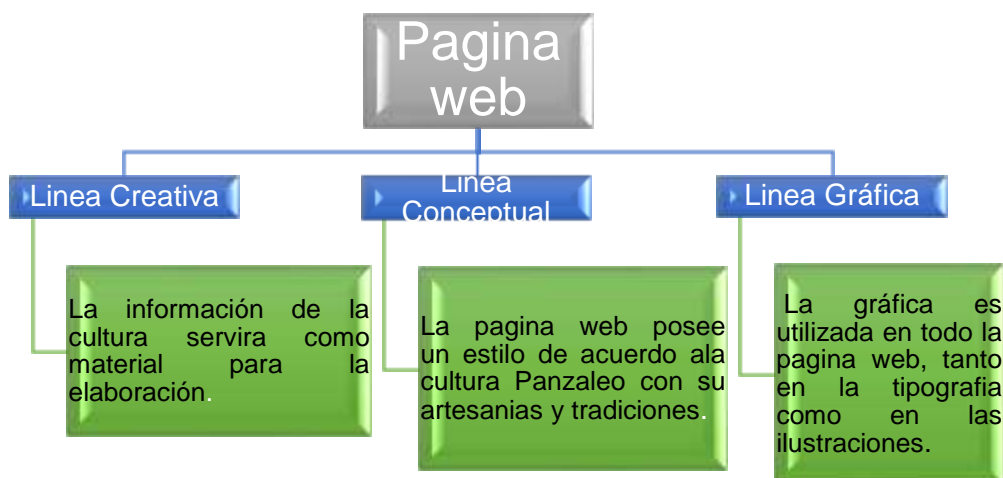 Pagina
web
Linea Creativa
Linea
Conceptual
Linea Gráfica
La información de la
cultura servira como
material para la
elaboración.
La pagina web posee
un estilo de acuerdo ala
cultura Panzaleo con su
artesanias y tradiciones.
La gráfica es
utilizada en todo la
pagina web, tanto
en la tipografia
como en las
ilustraciones.